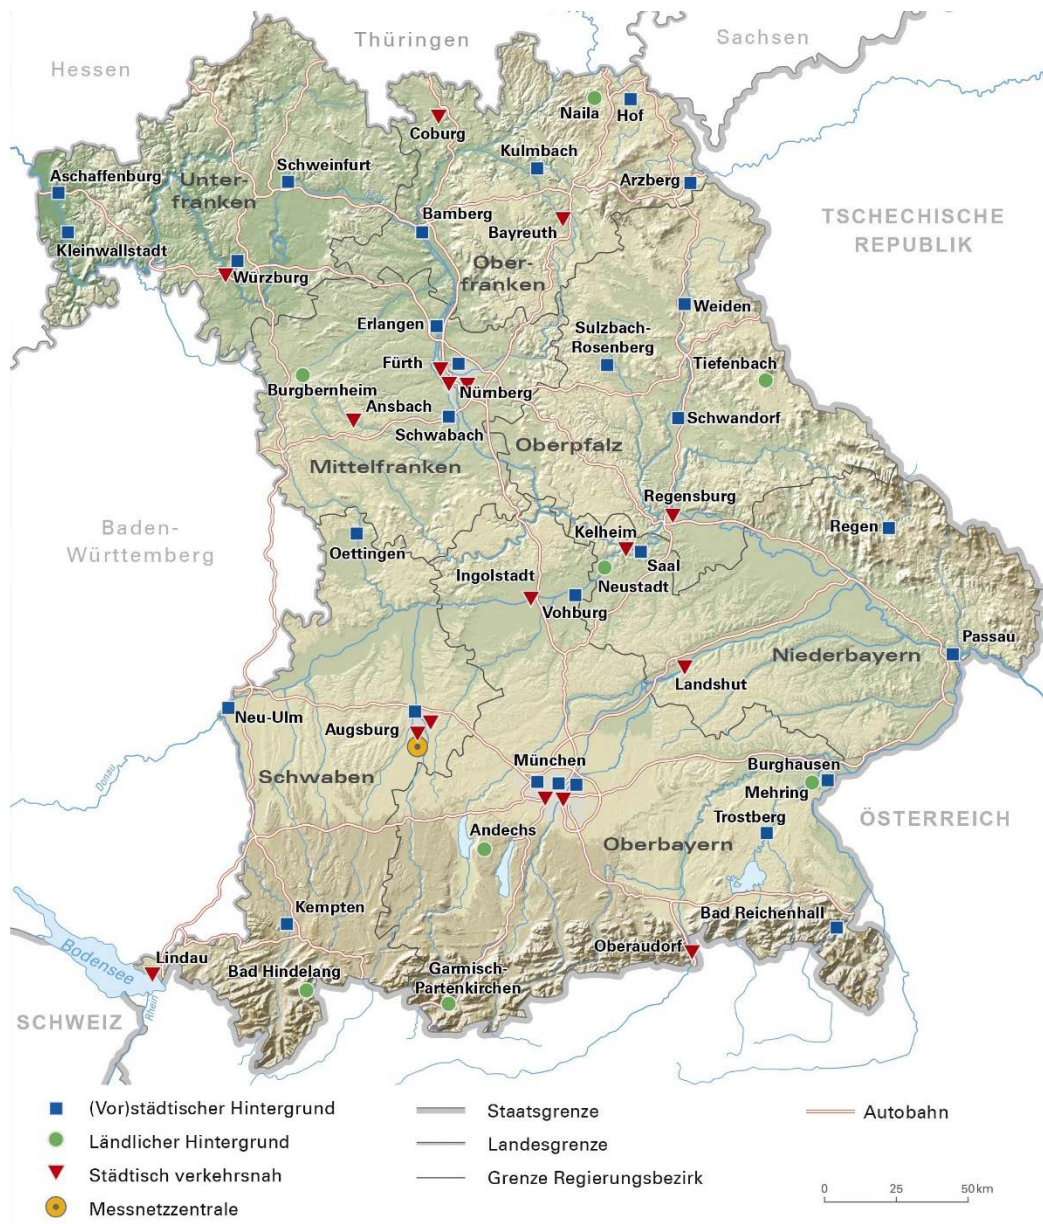 Thüringen
Sachsen
Hessen
Naila
Hof
Coburg
Kulmbach
Schweinfurt
Aschaffenburg
Unter-
franken
Arzberg
Bamberg
Bayreuth
TSCHECHISCHE
REPUBLIK
Kleinwallstadt
Ober-
franken
Würzburg
Weiden
Erlangen
Sulzbach-
Rosenberg
Fürth
Tiefenbach
Burgbernheim
Nürnberg
Ansbach
Schwandorf
Schwabach
Oberpfalz
Mittelfranken
Regensburg
Baden-
Württemberg
Regen
Kelheim
Oettingen
Saal
Ingolstadt
Neustadt
Vohburg
Passau
Niederbayern
Landshut
Neu-Ulm
Augsburg
München
Burghausen
Schwaben
Donau
Mehring
Trostberg
ÖSTERREICH
Andechs
Oberbayern
Kempten
Bad Reichenhall
Bodensee
Lindau
Oberaudorf
Bad Hindelang
Garmisch-
Partenkirchen
Rhein
SCHWEIZ
(Vor)städtischer Hintergrund
Ländlicher Hintergrund
Städtisch verkehrsnah
Messnetzzentrale
Staatsgrenze
Landesgrenze
Grenze Regierungsbezirk
Autobahn
0 25 50 km